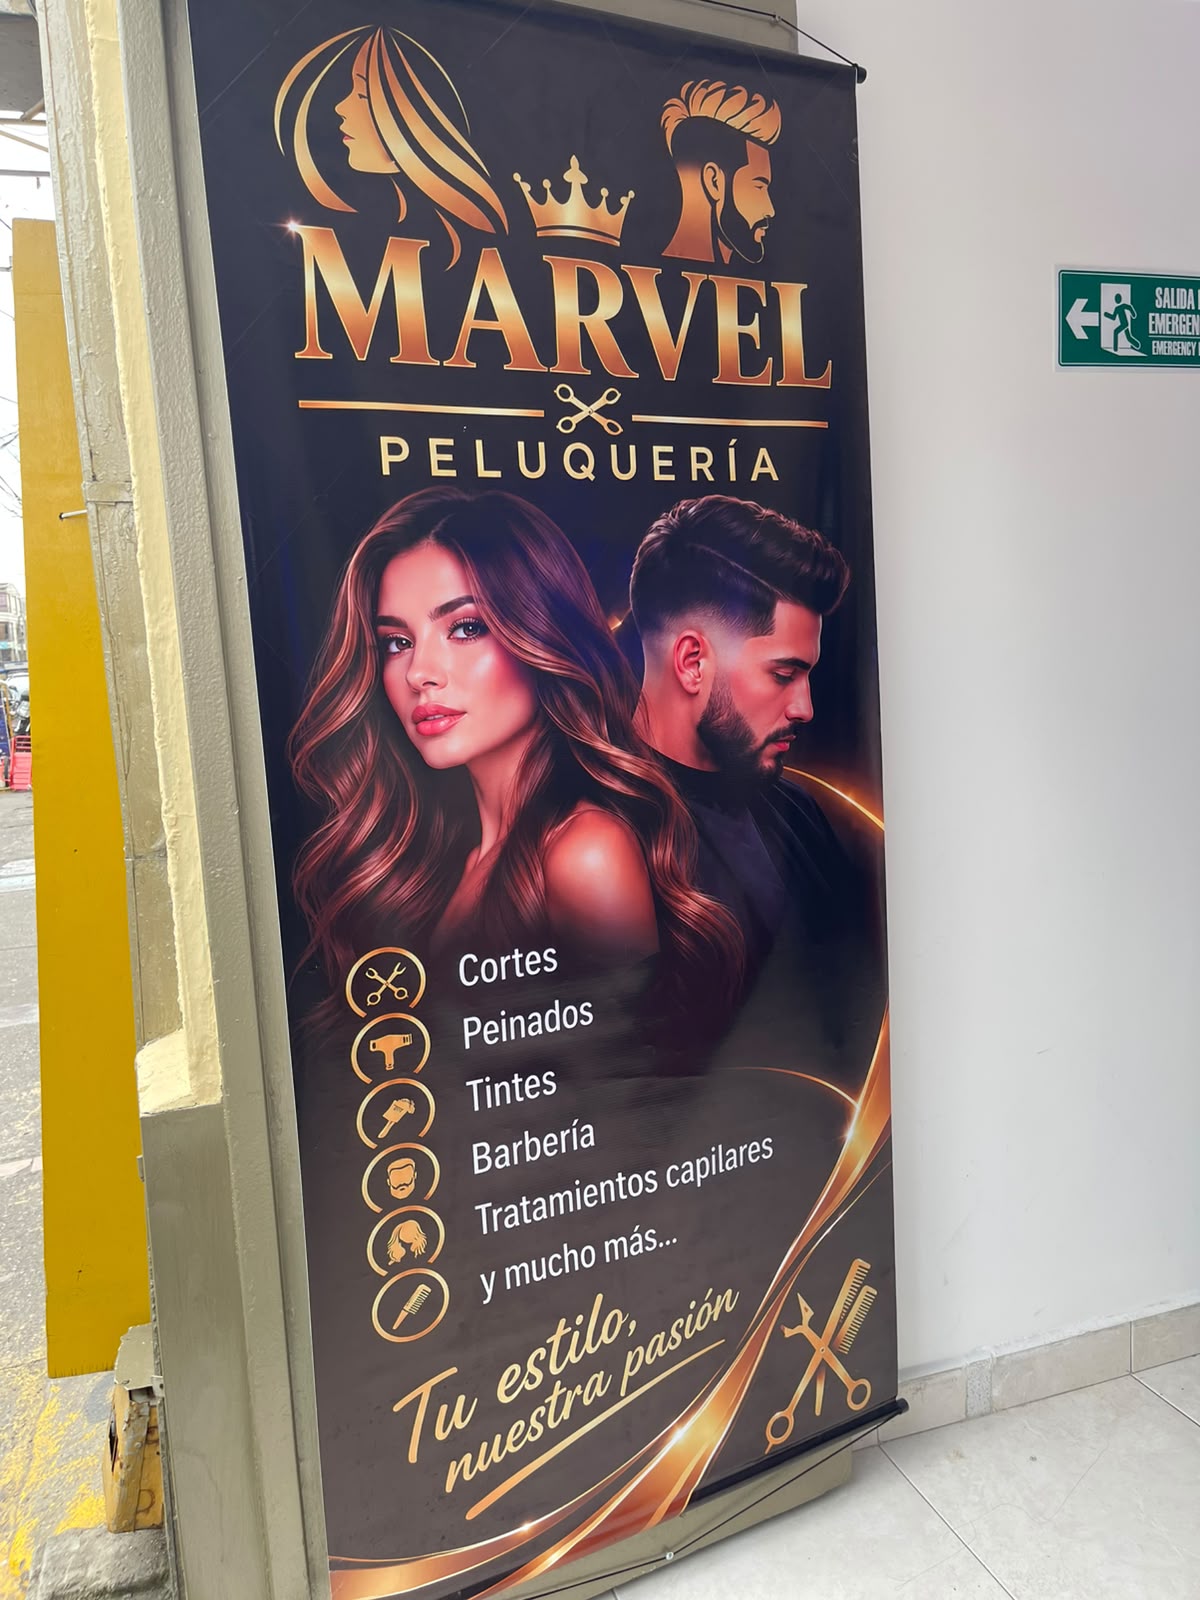 MARVEL
PELUQUERÍA
SALIDA
EMERGEN
EMERGENCY
Cortes
Peinados
Tintes
Barbería
Tratamientos capilares
y mucho más...
Tu estilo,
nuestra pasión